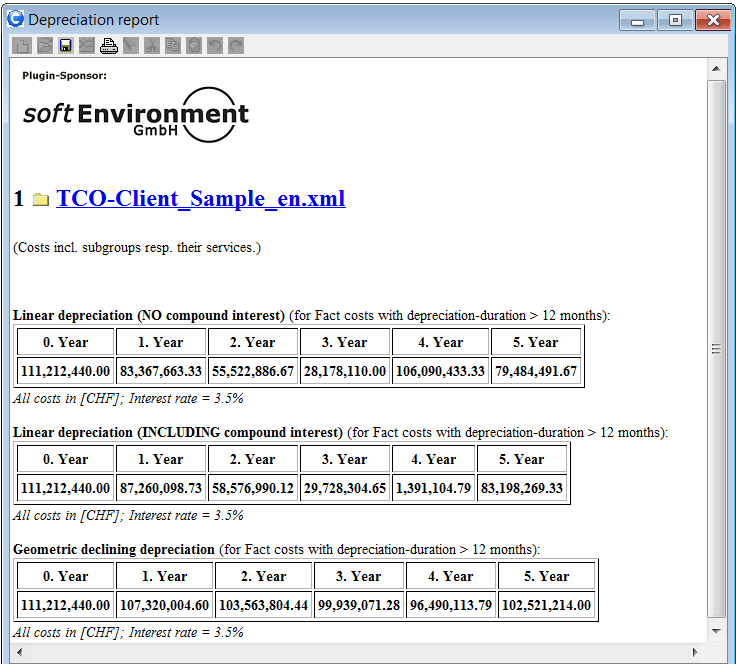 Depreciation report
Plugin-Sponsor:
soft Environment
GmbH
1 TCO-Client_Sample_en.xml
(Costs incl. subgroups resp. their services.)
Linear depreciation (NO compound interest) (for Fact costs with depreciation-duration > 12 months):
0. Year 1. Year 2. Year 3. Year 4. Year 5. Year
111,212,440.00 83,367,663.33 55,522,886.67 28,178,110.00 106,090,433.33 79,484,491.67
All costs in [CHF]; Interest rate = 3.5%
Linear depreciation (INCLUDING compound interest) (for Fact costs with depreciation-duration > 12 months):
0. Year 1. Year 2. Year 3. Year 4. Year 5. Year
111,212,440.00 87,260,098.73 58,576,990.12 29,728,304.65 1,391,104.79 83,198,269.33
All costs in [CHF]; Interest rate = 3.5%
Geometric declining depreciation (for Fact costs with depreciation-duration > 12 months):
0. Year 1. Year 2. Year 3. Year 4. Year 5. Year
111,212,440.00 107,320,004.60 103,563,804.44 99,939,071.28 96,490,113.79 102,521,214.00
All costs in [CHF]; Interest rate = 3.5%